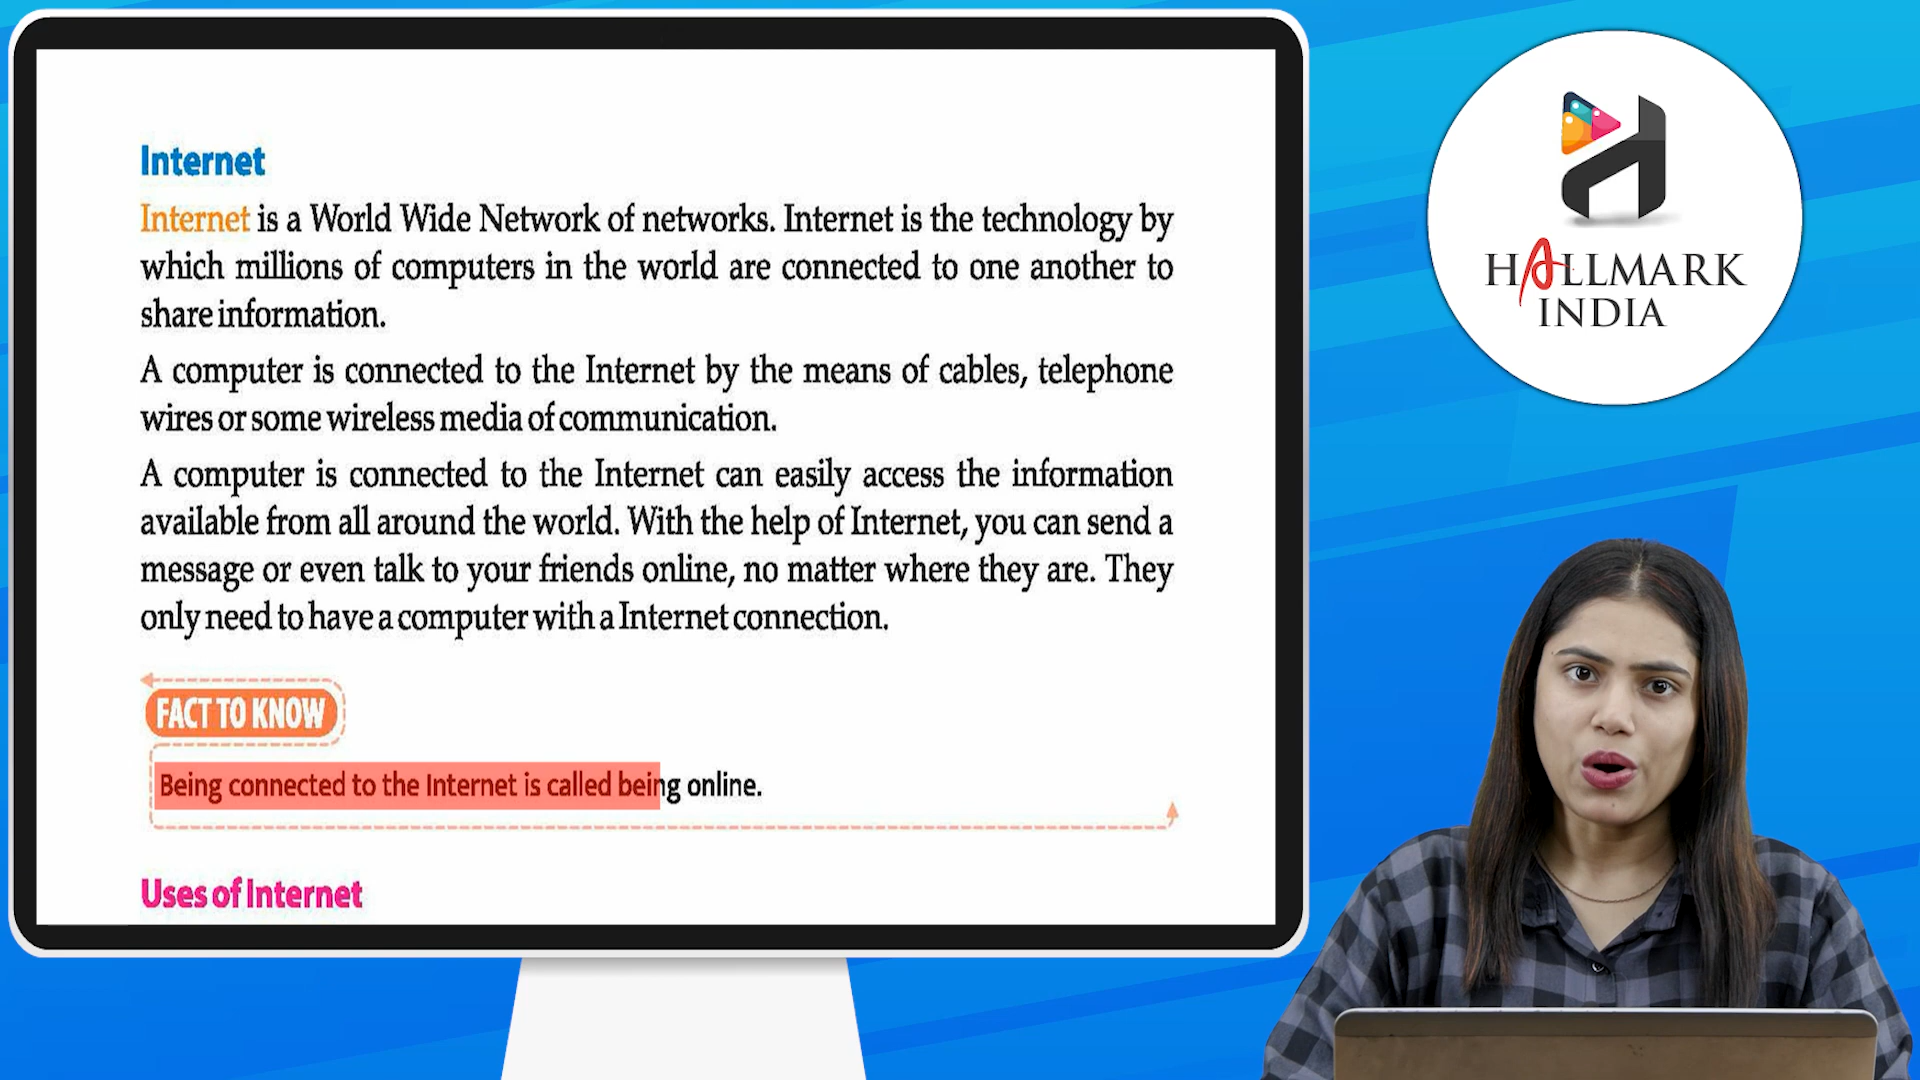 Internet
Internet is a World Wide Network of networks. Internet is the technology by
which millions of computers in the world are connected to one another to
share information.
A computer is connected to the Internet by the means of cables, telephone
wires or some wireless media of communication.
A computer is connected to the Internet can easily access the information
available from all around the world. With the help of Internet, you can send a
message or even talk to your friends online, no matter where they are. They
only need to have a computer with a Internet connection.
FACT TO KNOW
Being connected to the Internet is called being online.
Uses of Internet
HALLMARK
INDIA